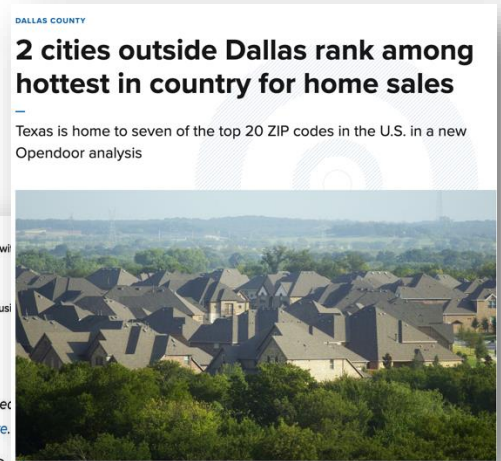 DALLAS COUNTY
2 cities outside Dallas rank among
hottest in country for home sales
Texas is home to seven of the top 20 ZIP codes in the U.S. in a new
Opendoor analysis